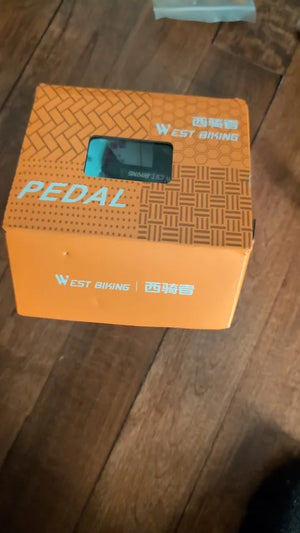 西骑者
WEST BIKING
PEDAL
WEST BIKING | 西骑者